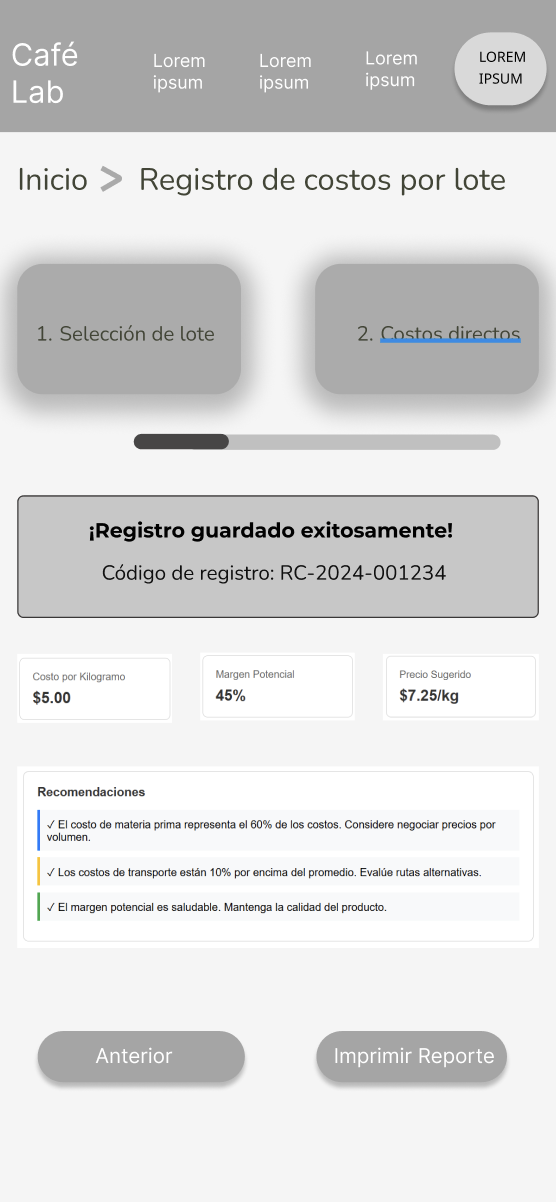 Café
Lab
Lorem
ipsum
Lorem
ipsum
Lorem
ipsum
LOREM
IPSUM
Inicio > Registro de costos por lote
1. Selección de lote
2. Costos directos
¡Registro guardado exitosamente!
Código de registro: RC-2024-001234
Costo por Kilogramo
$5.00
Margen Potencial
45%
Precio Sugerido
$7.25/kg
Recomendaciones
✓ El costo de materia prima representa el 60% de los costos. Considere negociar precios por
volumen.
✓ Los costos de transporte están 10% por encima del promedio. Evalúe rutas alternativas.
✓ El margen potencial es saludable. Mantenga la calidad del producto.
Anterior
Imprimir Reporte